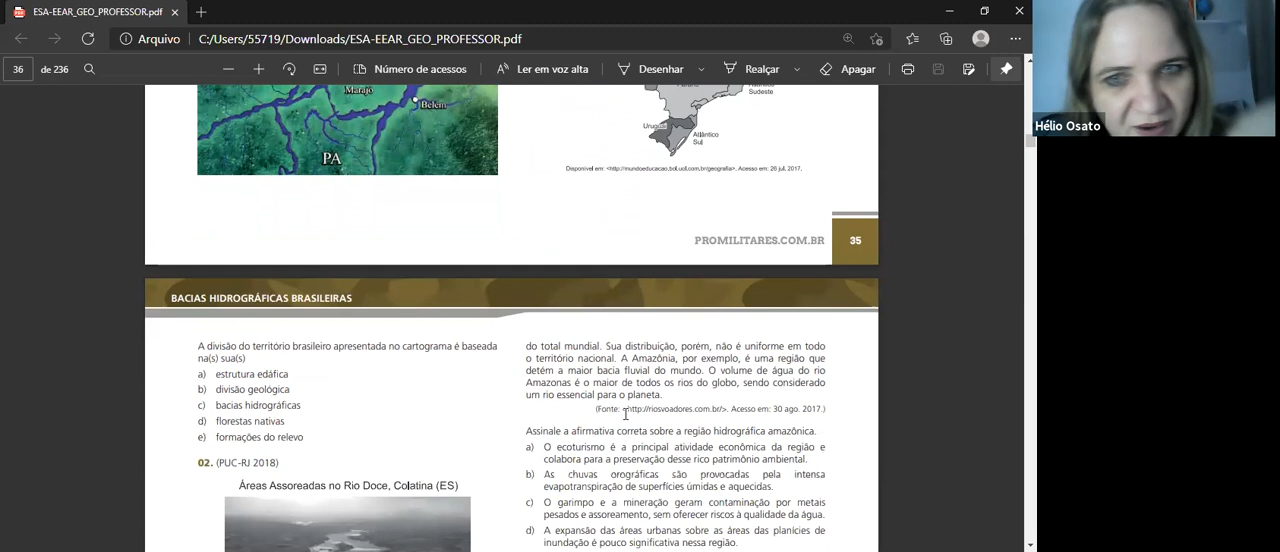 ESA-EEAR_GEO_PROFESSOR.pdf
Arquivo
C:/Users/55719/Downloads/ESA-EEAR_GEO_PROFESSOR.pdf
36
de 236
Número de acessos
Ler em voz alta
Desenhar
Realçar
Apagar
Hélio Osato
Marajó
Belém
PA
Sudeste
Uruguai
Atlântico
Sul
Disponível em: <http://mundoeducacao.bol.uol.com.br/geografia>. Acesso em: 26 jul. 2017.
PROMILITARES.COM.BR
35
BACIAS HIDROGRÁFICAS BRASILEIRAS
A divisão do território brasileiro apresentada no cartograma é baseada
na(s) sua(s)
a) estrutura edáfica
b) divisão geológica
c) bacias hidrográficas
d) florestas nativas
e) formações do relevo
02. (PUC-RJ 2018)
Áreas Assoreadas no Rio Doce, Colatina (ES)
do total mundial. Sua distribuição, porém, não é uniforme em todo
o território nacional. A Amazônia, por exemplo, é uma região que
detém a maior bacia fluvial do mundo. O volume de água do rio
Amazonas é o maior de todos os rios do globo, sendo considerado
um rio essencial para o planeta.
(Fonte: <http://riosvoadores.com.br/>. Acesso em: 30 ago. 2017.)
Assinale a afirmativa correta sobre a região hidrográfica amazônica.
a) O ecoturismo é a principal atividade econômica da região e
colabora para a preservação desse rico patrimônio ambiental.
b) As chuvas orográficas são provocadas pela intensa
evapotranspiração de superfícies úmidas e aquecidas.
c) O garimpo e a mineração geram contaminação por metais
pesados e assoreamento, sem oferecer riscos à qualidade da água.
d) A expansão das áreas urbanas sobre as áreas das planícies de
inundação é pouco significativa nessa região.